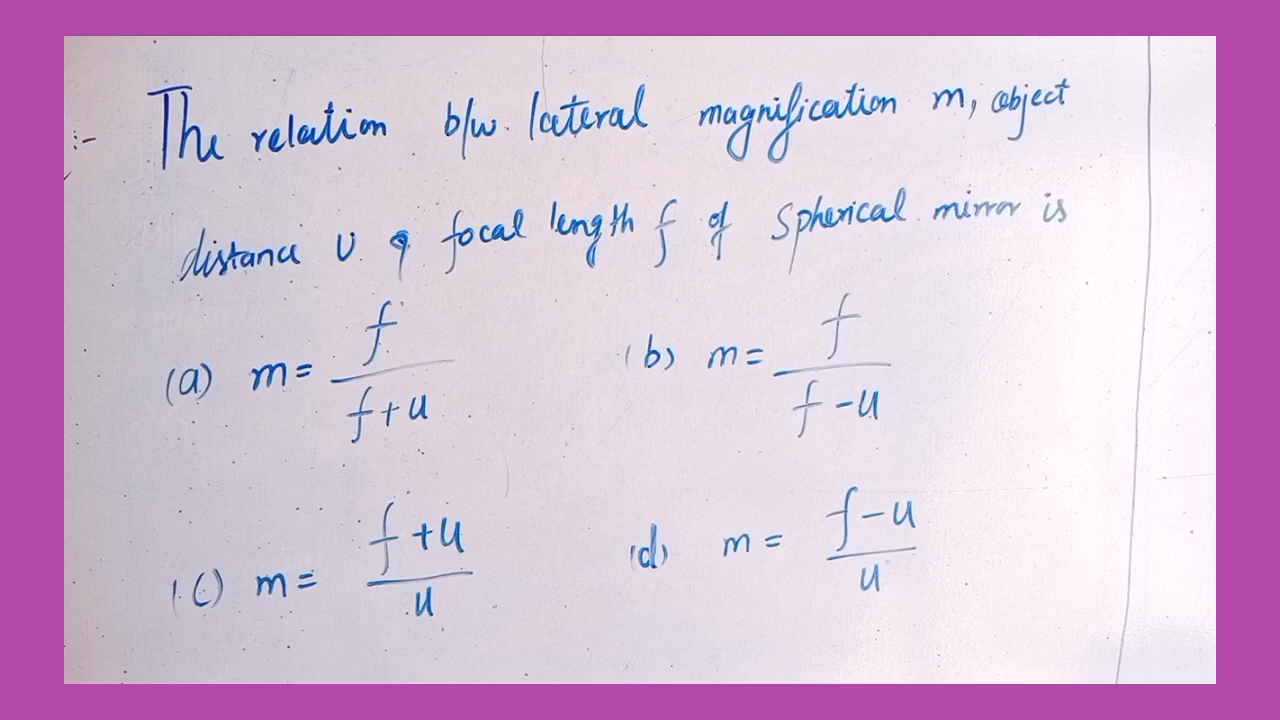 :- The relation b/w. lateral magnification m, object
distance u & focal length f of Spherical mirror is
(a) m = f / f+u
(b) m = f / f-u
(c) m = f+u / u
(d) m = f-u / u